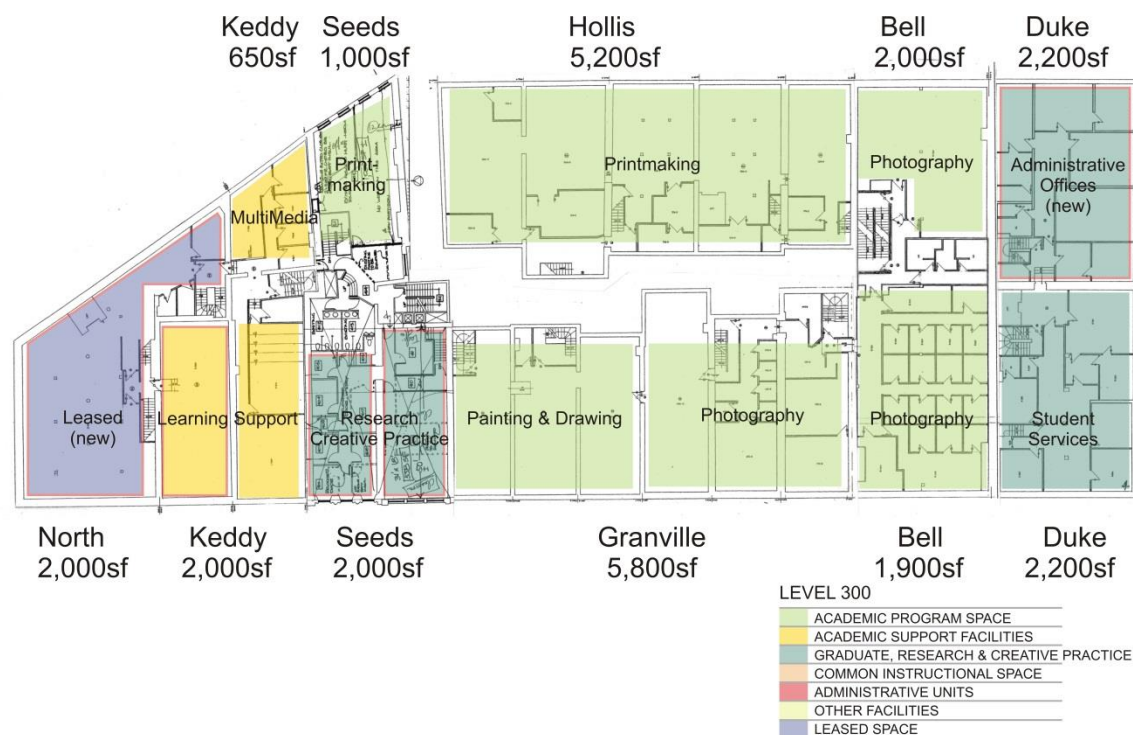 Keddy
650sf
Seeds
1,000sf
Hollis
5,200sf
Bell
2,000sf
Duke
2,200sf
Print-
making
Printmaking
Photography
Administrative
Offices
(new)
MultiMedia
Leased
(new)
Learning Support
Research
Creative Practice
Painting & Drawing
Photography
Photography
Student
Services
North
2,000sf
Keddy
2,000sf
Seeds
2,000sf
Granville
5,800sf
Bell
1,900sf
Duke
2,200sf
LEVEL 300
ACADEMIC PROGRAM SPACE
ACADEMIC SUPPORT FACILITIES
GRADUATE, RESEARCH & CREATIVE PRACTICE
COMMON INSTRUCTIONAL SPACE
ADMINISTRATIVE UNITS
OTHER FACILITIES
LEASED SPACE